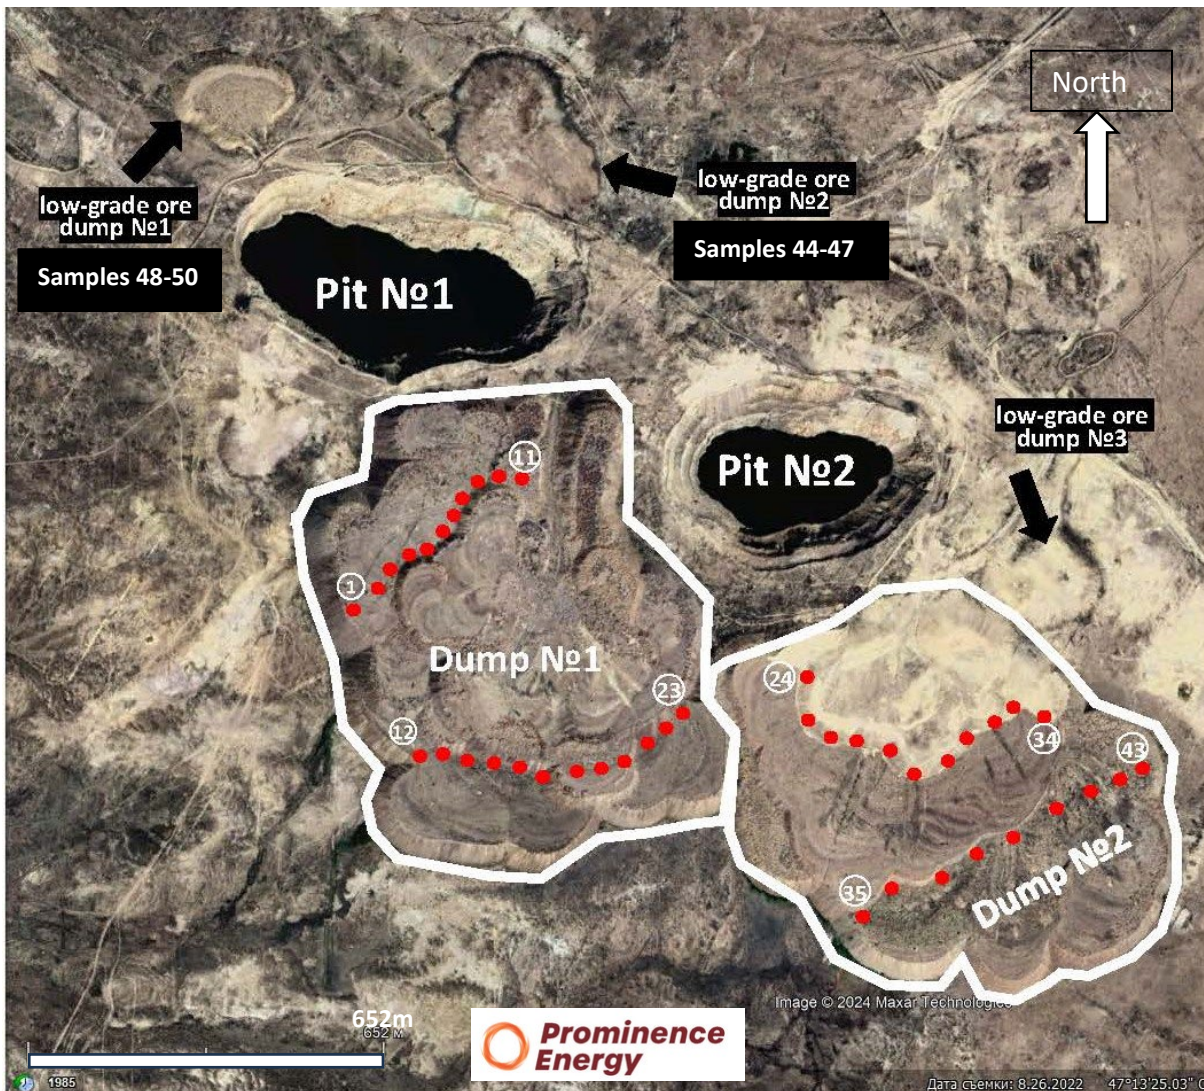 North
low-grade ore
dump №1
Samples 48-50
low-grade ore
dump №2
Samples 44-47
Pit №1
low-grade ore
dump №3
Pit №2
11
1
Dump №1
23
24
12
34
43
35
Dump №2
Image © 2024 Maxar Technologies
652m
652 м
Prominence
Energy
1985
Дата съемки: 8.26.2022
47°13'25.09"